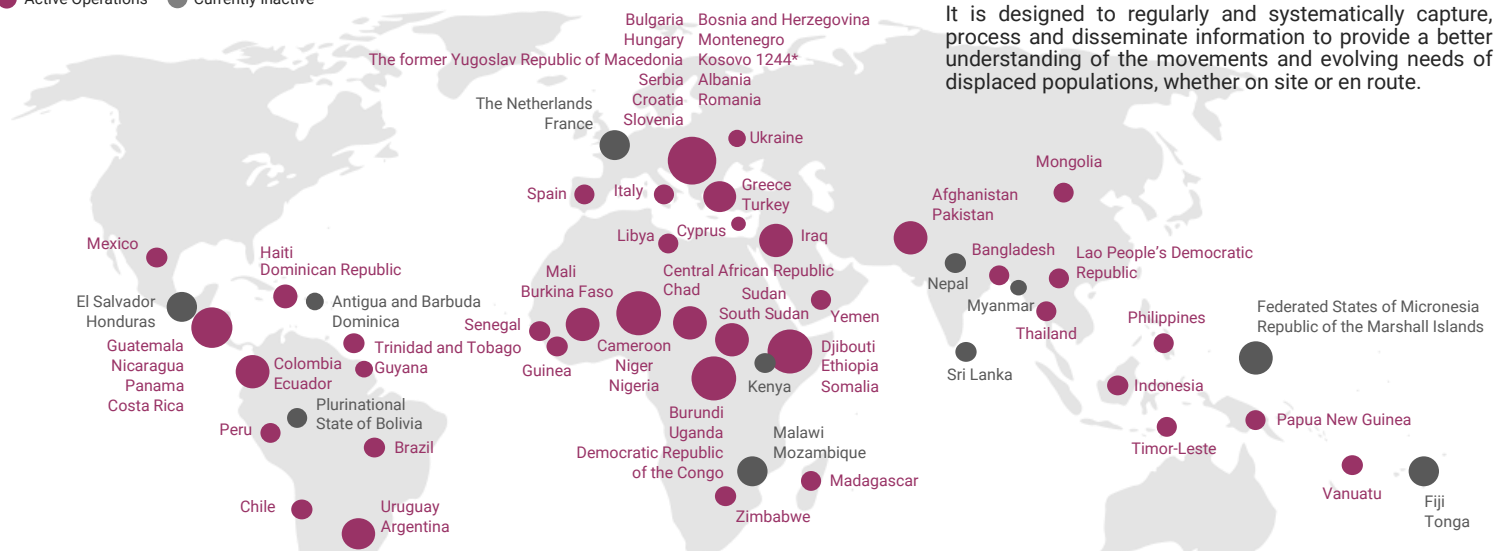 Active Operations
Currently Inactive
It is designed to regularly and systematically capture,
process and disseminate information to provide a better
understanding of the movements and evolving needs of
displaced populations, whether on site or en route.
Bulgaria
Hungary
The former Yugoslav Republic of Macedonia
Serbia
Croatia
Slovenia
Bosnia and Herzegovina
Montenegro
Kosovo 1244*
Albania
Romania
The Netherlands
France
Ukraine
Spain
Italy
Greece
Turkey
Cyprus
Libya
Iraq
Afghanistan
Pakistan
Mongolia
Mexico
Haiti
Dominican Republic
El Salvador
Honduras
Antigua and Barbuda
Dominica
Guatemala
Nicaragua
Panama
Costa Rica
Trinidad and Tobago
Guyana
Colombia
Ecuador
Plurinational
State of Bolivia
Peru
Brazil
Chile
Uruguay
Argentina
Mali
Burkina Faso
Senegal
Guinea
Cameroon
Niger
Nigeria
Central African Republic
Chad
Sudan
South Sudan
Yemen
Djibouti
Ethiopia
Somalia
Kenya
Burundi
Uganda
Democratic Republic
of the Congo
Malawi
Mozambique
Madagascar
Zimbabwe
Nepal
Bangladesh
Myanmar
Lao People's Democratic
Republic
Thailand
Sri Lanka
Philippines
Indonesia
Timor-Leste
Federated States of Micronesia
Republic of the Marshall Islands
Papua New Guinea
Vanuatu
Fiji
Tonga